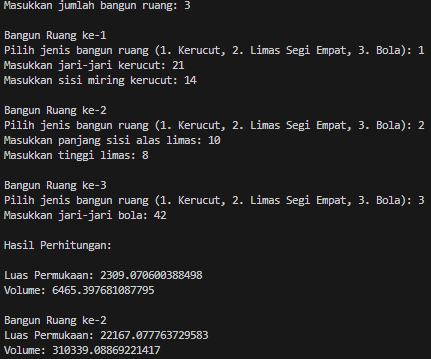 Masukkan jumlah bangun ruang: 3
Bangun Ruang ke-1
Pilih jenis bangun ruang (1. Kerucut, 2. Limas Segi Empat, 3. Bola): 1
Masukkan jari-jari kerucut: 21
Masukkan sisi miring kerucut: 14
Bangun Ruang ke-2
Pilih jenis bangun ruang (1. Kerucut, 2. Limas Segi Empat, 3. Bola): 2
Masukkan panjang sisi alas limas: 10
Masukkan tinggi limas: 8
Bangun Ruang ke-3
Pilih jenis bangun ruang (1. Kerucut, 2. Limas Segi Empat, 3. Bola): 3
Masukkan jari-jari bola: 42
Hasil Perhitungan:
Luas Permukaan: 2309.070600388498
Volume: 6465.397681087795
Bangun Ruang ke-2
Luas Permukaan: 22167.077763729583
Volume: 310339.08869221417